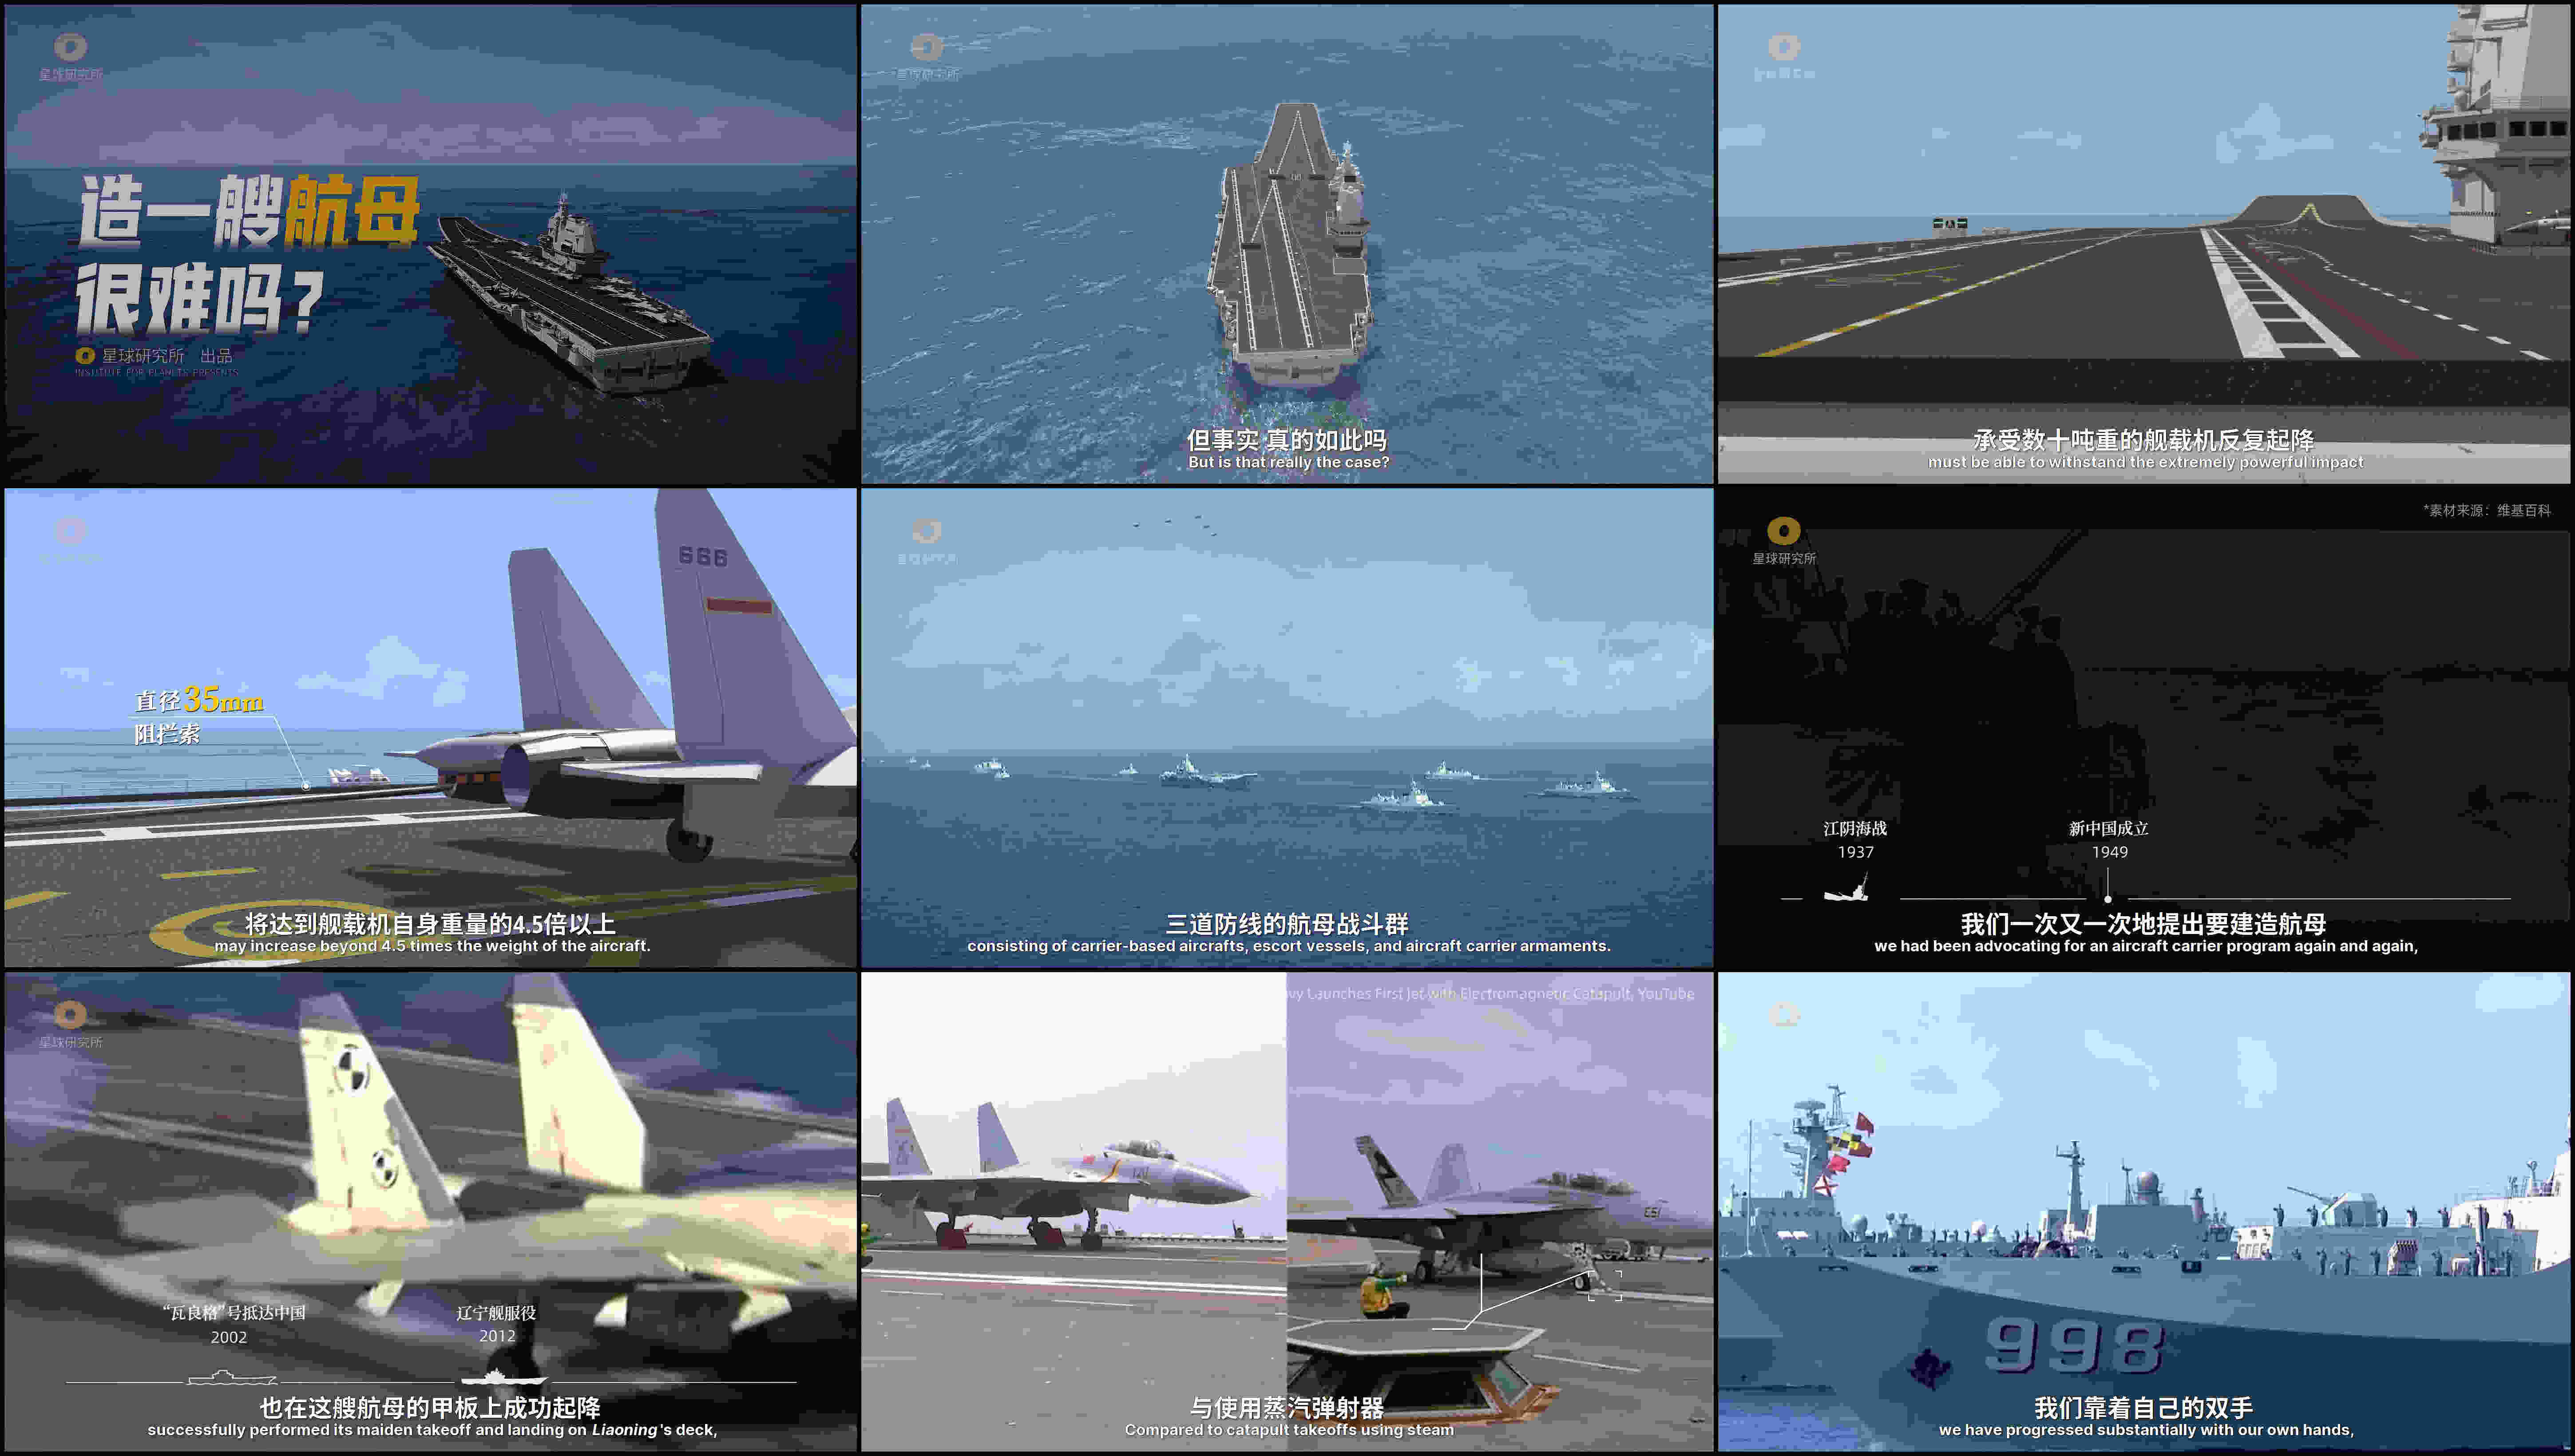 星球研究所
造一艘航母
很难吗?
星球研究所 出品
INSTITUTE FOR PLANETS PRESENTS
星球研究所
但事实 真的如此吗
But is that really the case?
承受数十吨重的舰载机反复起降
must be able to withstand the extremely powerful impact
666
直径35mm
阻拦索
将达到舰载机自身重量的4.5倍以上
may increase beyond 4.5 times the weight of the aircraft.
三道防线的航母战斗群
consisting of carrier-based aircrafts, escort vessels, and aircraft carrier armaments.
*素材来源：维基百科
星球研究所
江阴海战
1937
新中国成立
1949
我们一次又一次地提出要建造航母
we had been advocating for an aircraft carrier program again and again,
星球研究所
“瓦良格”号抵达中国
2002
辽宁舰服役
2012
也在这艘航母的甲板上成功起降
successfully performed its maiden takeoff and landing on Liaoning's deck,
vy Launches First Jet with Electromagnetic Catapult, YouTube
与使用蒸汽弹射器
Compared to catapult takeoffs using steam
998
我们靠着自己的双手
we have progressed substantially with our own hands,